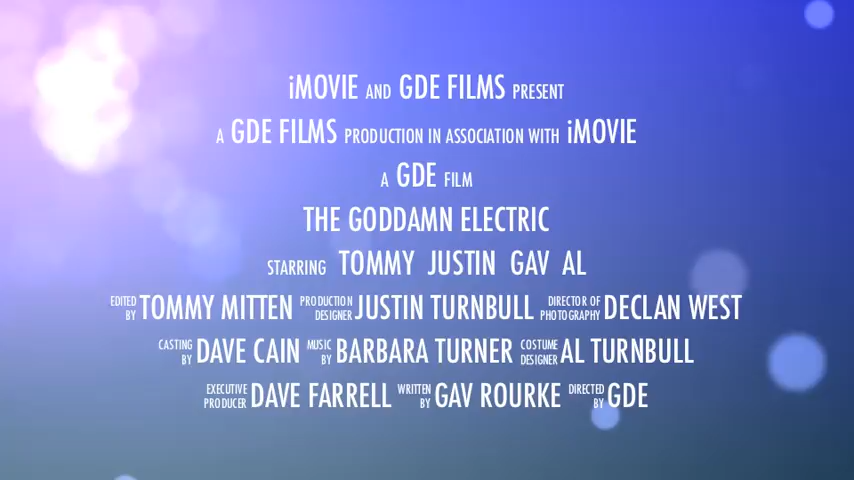 iMOVIE AND GDE FILMS PRESENT
A GDE FILMS PRODUCTION IN ASSOCIATION WITH iMOVIE
A GDE FILM
THE GODDAMN ELECTRIC
STARRING TOMMY JUSTIN GAV AL
EDITED BY TOMMY MITTEN PRODUCTION DESIGNER JUSTIN TURNBULL DIRECTOR OF PHOTOGRAPHY DECLAN WEST
CASTING BY DAVE CAIN MUSIC BY BARBARA TURNER COSTUME DESIGNER AL TURNBULL
EXECUTIVE PRODUCER DAVE FARRELL WRITTEN BY GAV ROURKE DIRECTED BY GDE